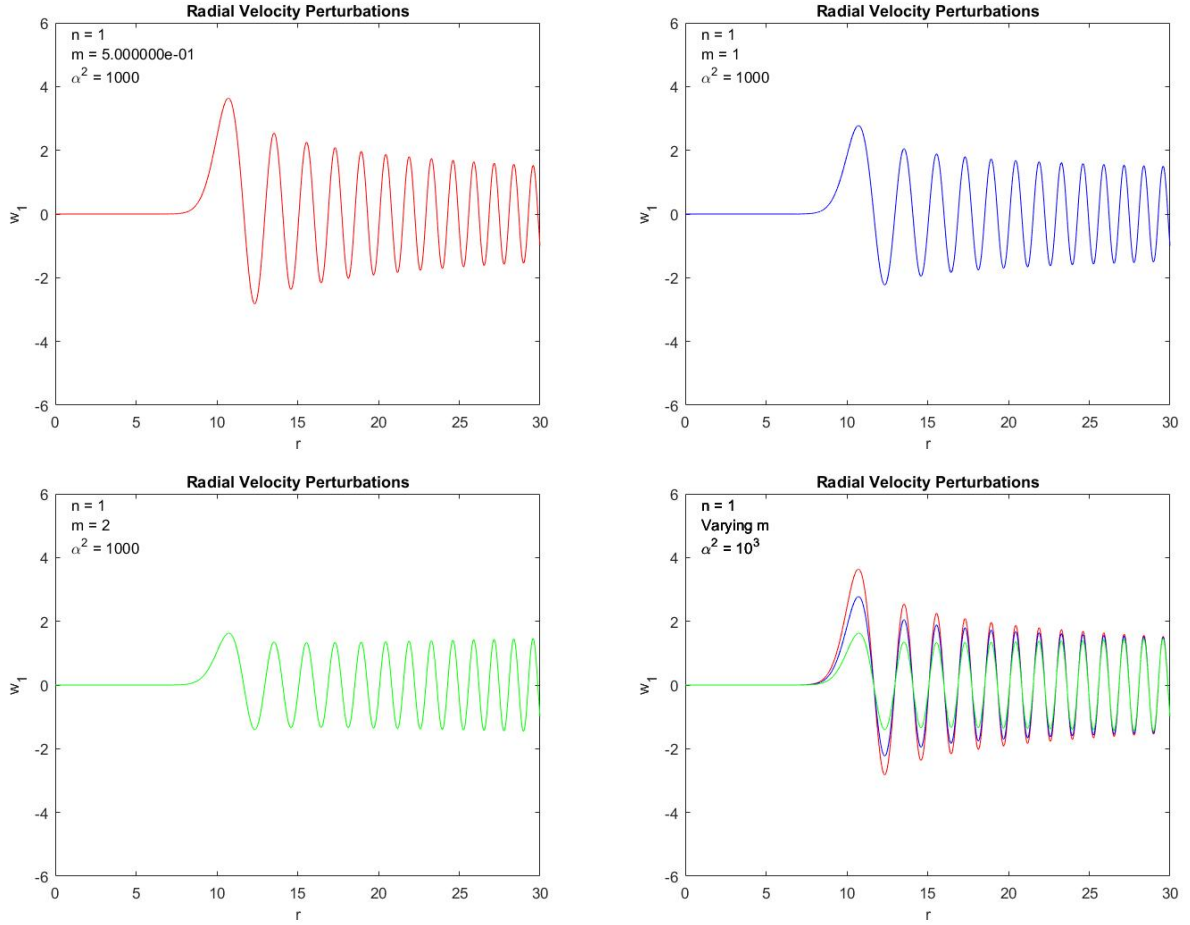 Radial Velocity Perturbations
n = 1
m = 5.000000e-01
α² = 1000
6
4
2
0
-2
-4
-6
w₁
0 5 10 15 20 25 30
r
Radial Velocity Perturbations
n = 1
m = 1
α² = 1000
6
4
2
0
-2
-4
-6
w₁
0 5 10 15 20 25 30
r
Radial Velocity Perturbations
n = 1
m = 2
α² = 1000
6
4
2
0
-2
-4
-6
w₁
0 5 10 15 20 25 30
r
Radial Velocity Perturbations
n = 1
Varying m
α² = 10³
6
4
2
0
-2
-4
-6
w₁
0 5 10 15 20 25 30
r